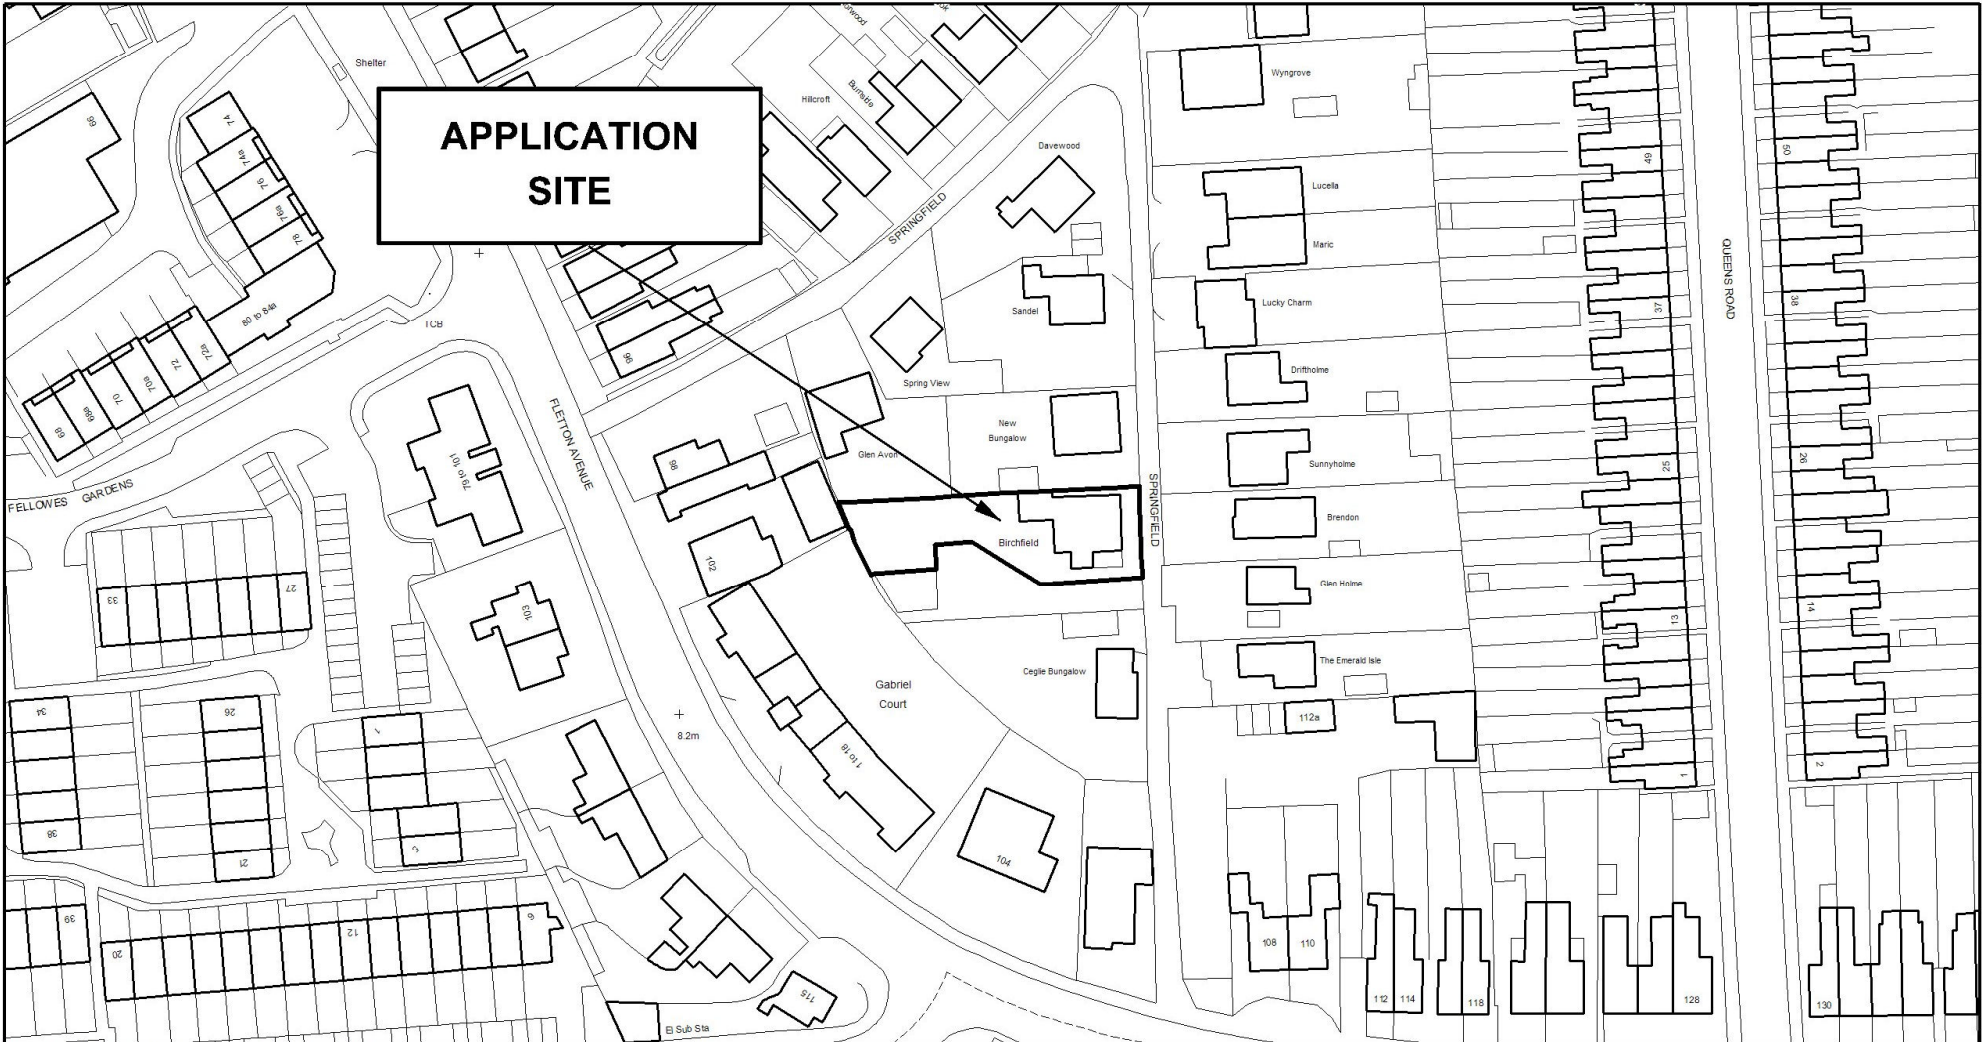 Shelter
Hillcroft
Burnside
Wyngrove
66
74
74a
76
76a
78
APPLICATION
SITE
Davewood
SPRINGFIELD
Lucella
Maric
49
50
QUEENS ROAD
80 to 84a
TCB
Sandel
Lucky Charm
37
38
72a
72
70a
70
68a
68
96
Spring View
Driftholme
FLETTON AVENUE
New
Bungalow
Glen Avon
98
79 to 101
Sunnyholme
25
26
FELLOWES GARDENS
SPRINGFIELD
Brendon
Birchfield
102
27
33
103
Glen Holme
13
14
Ceglie Bungalow
The Emerald Isle
Gabriel
Court
34
26
1
8.2m
112a
11 to 18
1
2
38
21
3
104
39
20
12
6
108
110
112
114
118
128
130
115
El Sub Sta